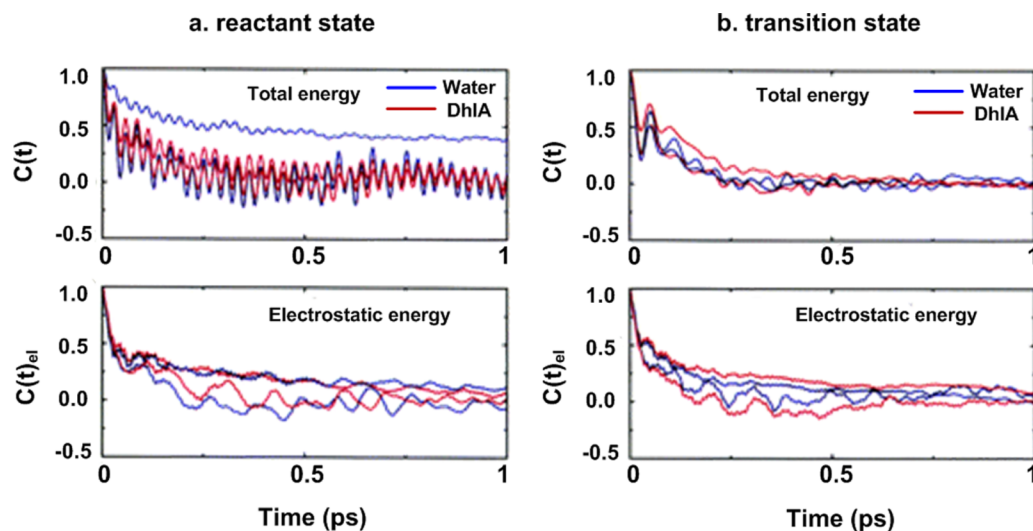 a. reactant state
b. transition state
1.0
0.5
0.0
-0.5
C(t)
Total energy
Water
DhlA
0
0.5
1
1.0
0.5
0.0
-0.5
C(t)
Total energy
Water
DhlA
0
0.5
1
1.0
0.5
0.0
-0.5
C(t)el
Electrostatic energy
0
0.5
1
Time (ps)
1.0
0.5
0.0
-0.5
C(t)el
Electrostatic energy
0
0.5
1
Time (ps)